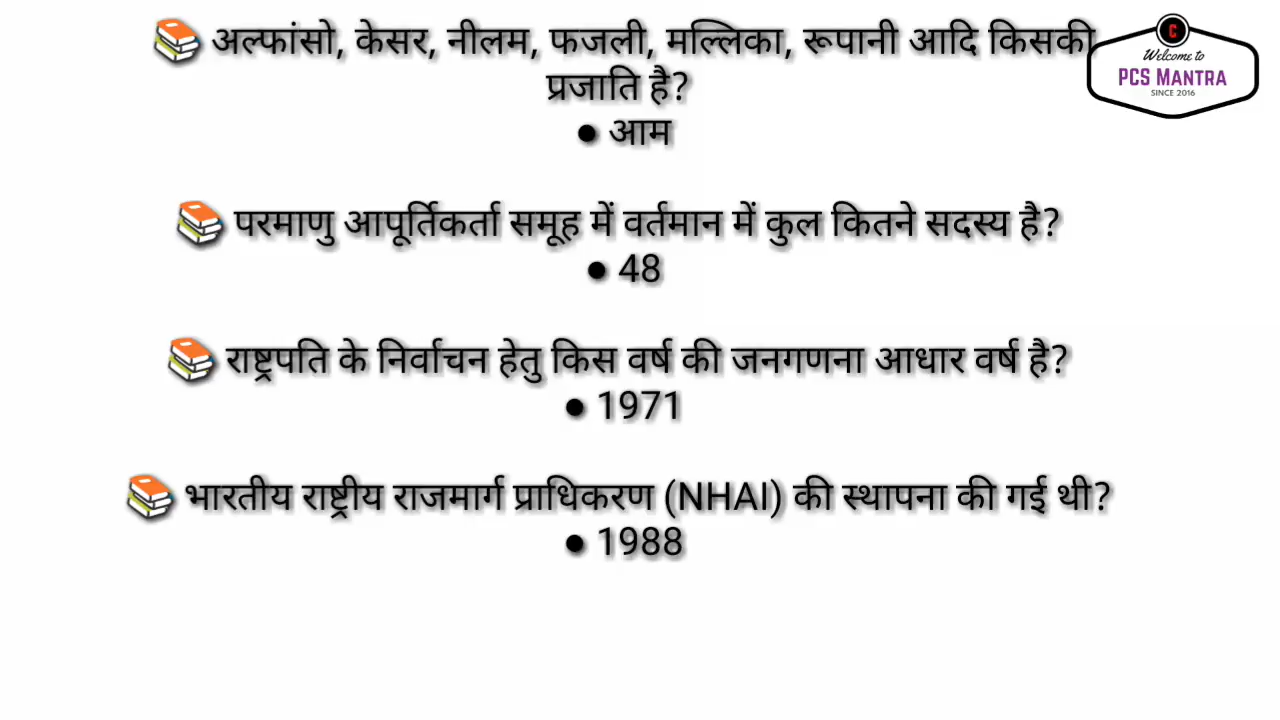 📚 अल्फांसो, केसर, नीलम, फजली, मल्लिका, रूपानी आदि किसकी
प्रजाति है?
● आम
📚 परमाणु आपूर्तिकर्ता समूह में वर्तमान में कुल कितने सदस्य है?
● 48
📚 राष्ट्रपति के निर्वाचन हेतु किस वर्ष की जनगणना आधार वर्ष है?
● 1971
📚 भारतीय राष्ट्रीय राजमार्ग प्राधिकरण (NHAI) की स्थापना की गई थी?
● 1988
C
Welcome to
PCS MANTRA
SINCE 2016